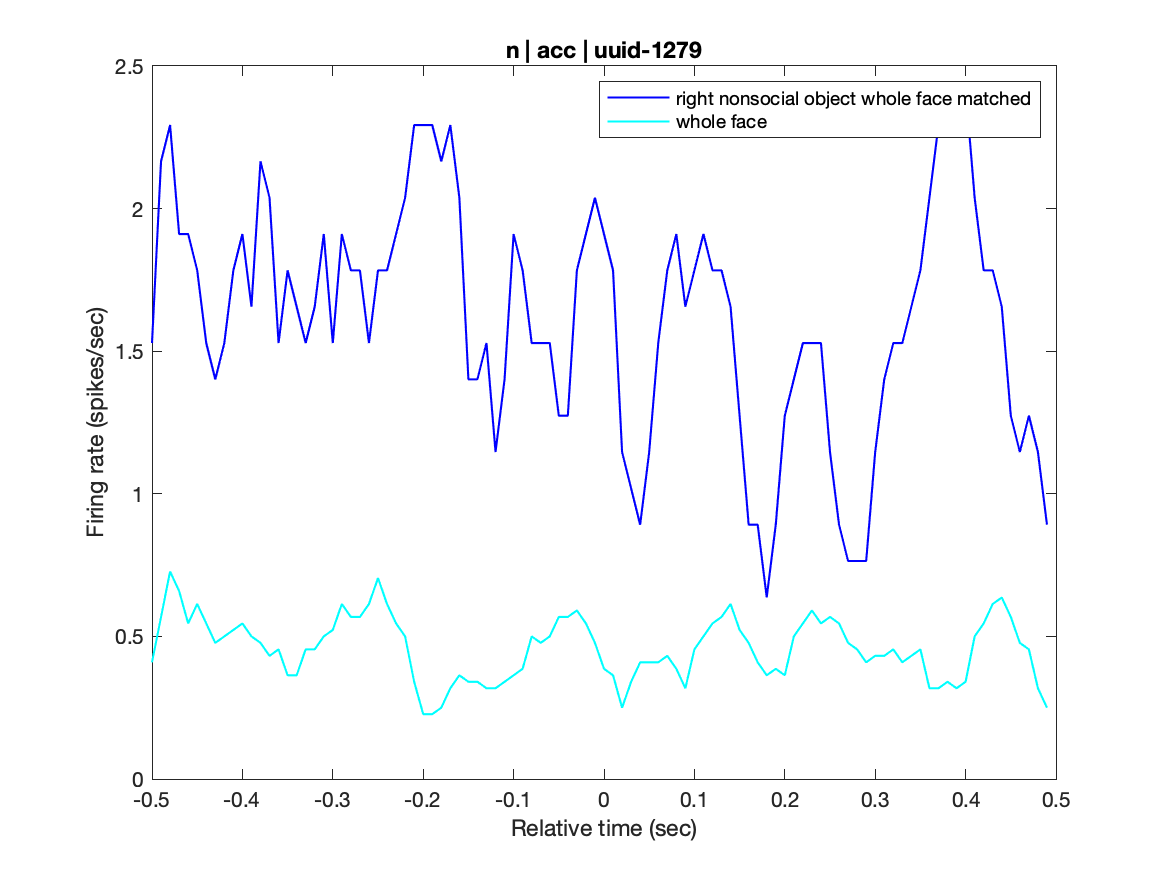 n | acc | uuid-1279
right nonsocial object whole face matched
whole face
Firing rate (spikes/sec)
2.5
2
1.5
1
0.5
0
-0.5 -0.4 -0.3 -0.2 -0.1 0 0.1 0.2 0.3 0.4 0.5
Relative time (sec)